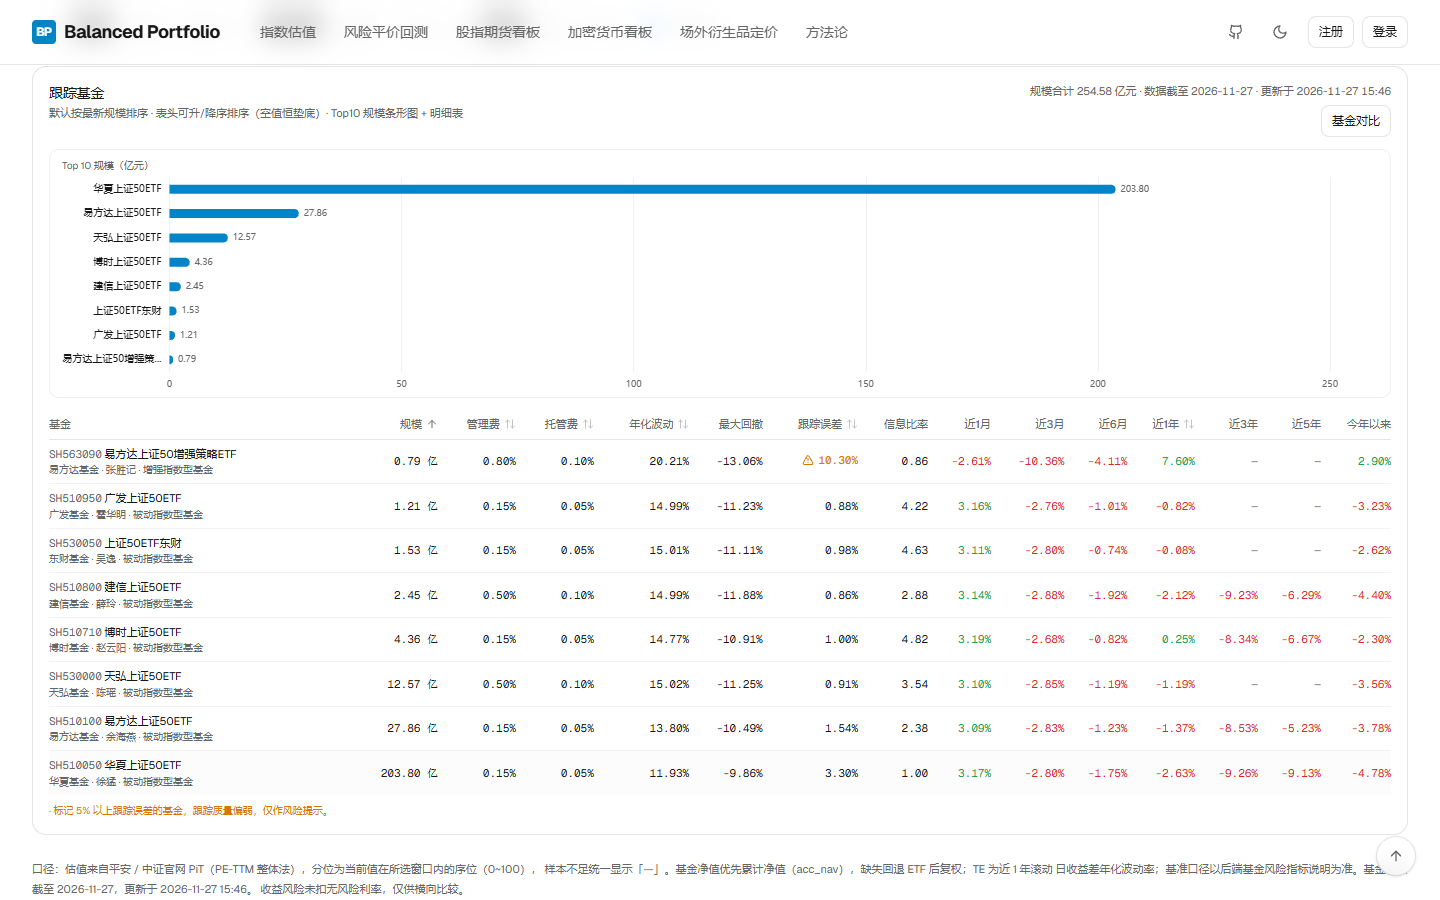 BP Balanced Portfolio 指数估值 风险平价回测 股指期货看板 加密货币看板 场外衍生品定价 方法论 注册 登录
跟踪基金
规模合计 254.58 亿元 · 数据截至 2026-11-27 · 更新于 2026-11-27 15:46
默认按最新规模排序 · 表头可升/降序排序（空值恒垫底）· Top10 规模条形图 + 明细表
基金对比
Top 10 规模（亿元）
华夏上证50ETF 203.80
易方达上证50ETF 27.86
天弘上证50ETF 12.57
博时上证50ETF 4.36
建信上证50ETF 2.45
上证50ETF东财 1.53
广发上证50ETF 1.21
易方达上证50增强策... 0.79
0 50 100 150 200 250
基金 规模 ↑ 管理费 ↑↓ 托管费 ↑↓ 年化波动 ↑↓ 最大回撤 跟踪误差 ↑↓ 信息比率 近1月 近3月 近6月 近1年 ↑↓ 近3年 近5年 今年以来
SH563090 易方达上证50增强策略ETF
易方达基金 · 张胜记 · 增强指数型基金
0.79 亿 0.80% 0.10% 20.21% -13.06% 10.30% 0.86 -2.61% -10.36% -4.11% 7.60% — — 2.90%
SH510950 广发上证50ETF
广发基金 · 霍华明 · 被动指数型基金
1.21 亿 0.15% 0.05% 14.99% -11.23% 0.88% 4.22 3.16% -2.76% -1.01% -0.82% — — -3.23%
SH530050 上证50ETF东财
东财基金 · 吴逸 · 被动指数型基金
1.53 亿 0.15% 0.05% 15.01% -11.11% 0.98% 4.63 3.11% -2.80% -0.74% -0.08% — — -2.62%
SH510800 建信上证50ETF
建信基金 · 薛玲 · 被动指数型基金
2.45 亿 0.50% 0.10% 14.99% -11.88% 0.86% 2.88 3.14% -2.88% -1.92% -2.12% -9.23% -6.29% -4.40%
SH510710 博时上证50ETF
博时基金 · 赵云阳 · 被动指数型基金
4.36 亿 0.15% 0.05% 14.77% -10.91% 1.00% 4.82 3.19% -2.68% -0.82% 0.25% -8.34% -6.67% -2.30%
SH530000 天弘上证50ETF
天弘基金 · 陈瑶 · 被动指数型基金
12.57 亿 0.50% 0.10% 15.02% -11.25% 0.91% 3.54 3.10% -2.85% -1.19% -1.19% — — -3.56%
SH510100 易方达上证50ETF
易方达基金 · 余海燕 · 被动指数型基金
27.86 亿 0.15% 0.05% 13.80% -10.49% 1.54% 2.38 3.09% -2.83% -1.23% -1.37% -8.53% -5.23% -3.78%
SH510050 华夏上证50ETF
华夏基金 · 徐猛 · 被动指数型基金
203.80 亿 0.15% 0.05% 11.93% -9.86% 3.30% 1.00 3.17% -2.80% -1.75% -2.63% -9.26% -9.13% -4.78%
· 标记 5% 以上跟踪误差的基金，跟踪质量偏弱，仅作风险提示。
口径：估值来自平安 / 中证官网 PiT（PE-TTM 整体法），分位为当前值在所选窗口内的序位（0~100），样本不足统一显示「—」。基金净值优先累计净值（acc_nav），缺失回退 ETF 后复权；TE 为近 1 年滚动 日收益差年化波动率；基准口径以后端基金风险指标说明为准。基金
截至 2026-11-27，更新于 2026-11-27 15:46。 收益风险未扣无风险利率，仅供横向比较。